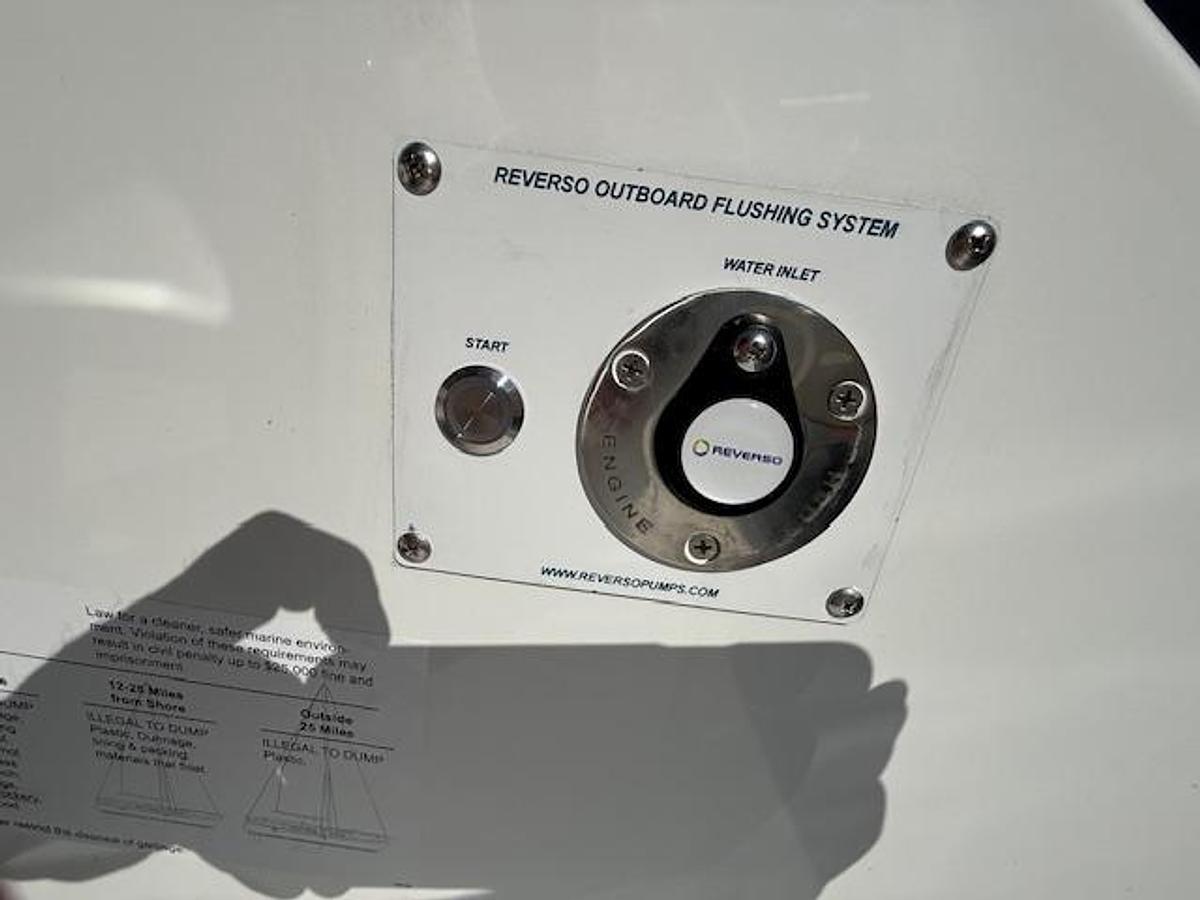 REVERSO OUTBOARD FLUSHING SYSTEM
WATER INLET
START
REVERSO
ENGINE
WWW.REVERSOPUMPS.COM
Law for a cleaner, safer marine environ-
ment. Violation of these requirements may
result in civil penalty up to $25,000 fine and
imprisonment
12-25 Miles
from Shore
ILLEGAL TO DUMP
Plastic, Dunnage,
lining & packing
materials that float.
Outside
25 Miles
ILLEGAL TO DUMP
Plastic.